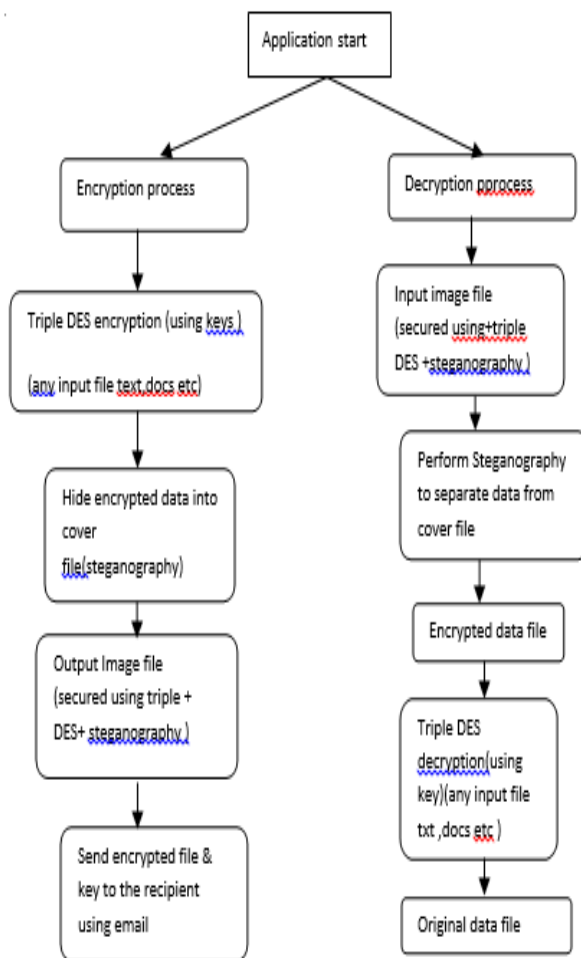 Application start
Encryption process
Triple DES encryption (using keys )
(any input file text,docs etc)
Hide encrypted data into
cover
file(steganography)
Output Image file
(secured using triple +
DES+ steganography )
Send encrypted file &
key to the recipient
using email
Decryption pprocess
Input image file
(secured using+triple
DES +steganography )
Perform Steganography
to separate data from
cover file
Encrypted data file
Triple DES
decryption(using
key)(any input file
txt ,docs etc )
Original data file